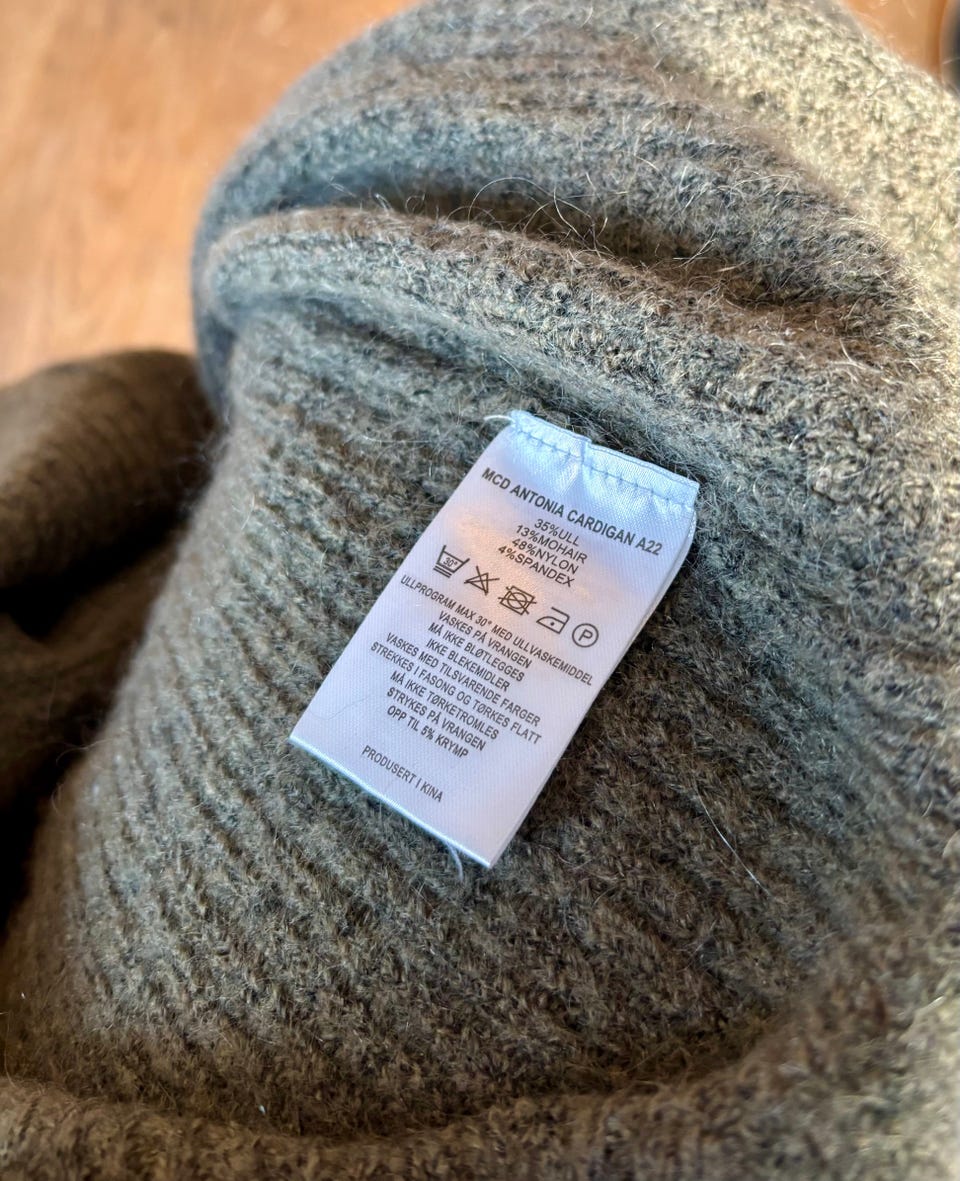 MCD ANTONIA CARDIGAN A22
35%ULL
13%MOHAIR
48%NYLON
4%SPANDEX
30° P
ULLPROGRAM MAX 30° MED ULLVASKEMIDDEL
VASKES PÅ VRANGEN
MÅ IKKE BLØTLEGGES
IKKE BLEKEMIDLER
VASKES MED TILSVARENDE FARGER
STREKKES I FASONG OG TØRKES FLATT
MÅ IKKE TØRKETROMLES
STRYKES PÅ VRANGEN
OPP TIL 5% KRYMP
PRODUSERT I KINA